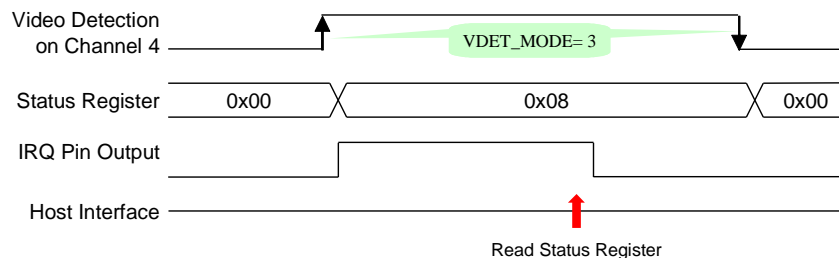 Video Detection
on Channel 4
VDET_MODE= 3
Status Register
0x00
0x08
0x00
IRQ Pin Output
Host Interface
Read Status Register